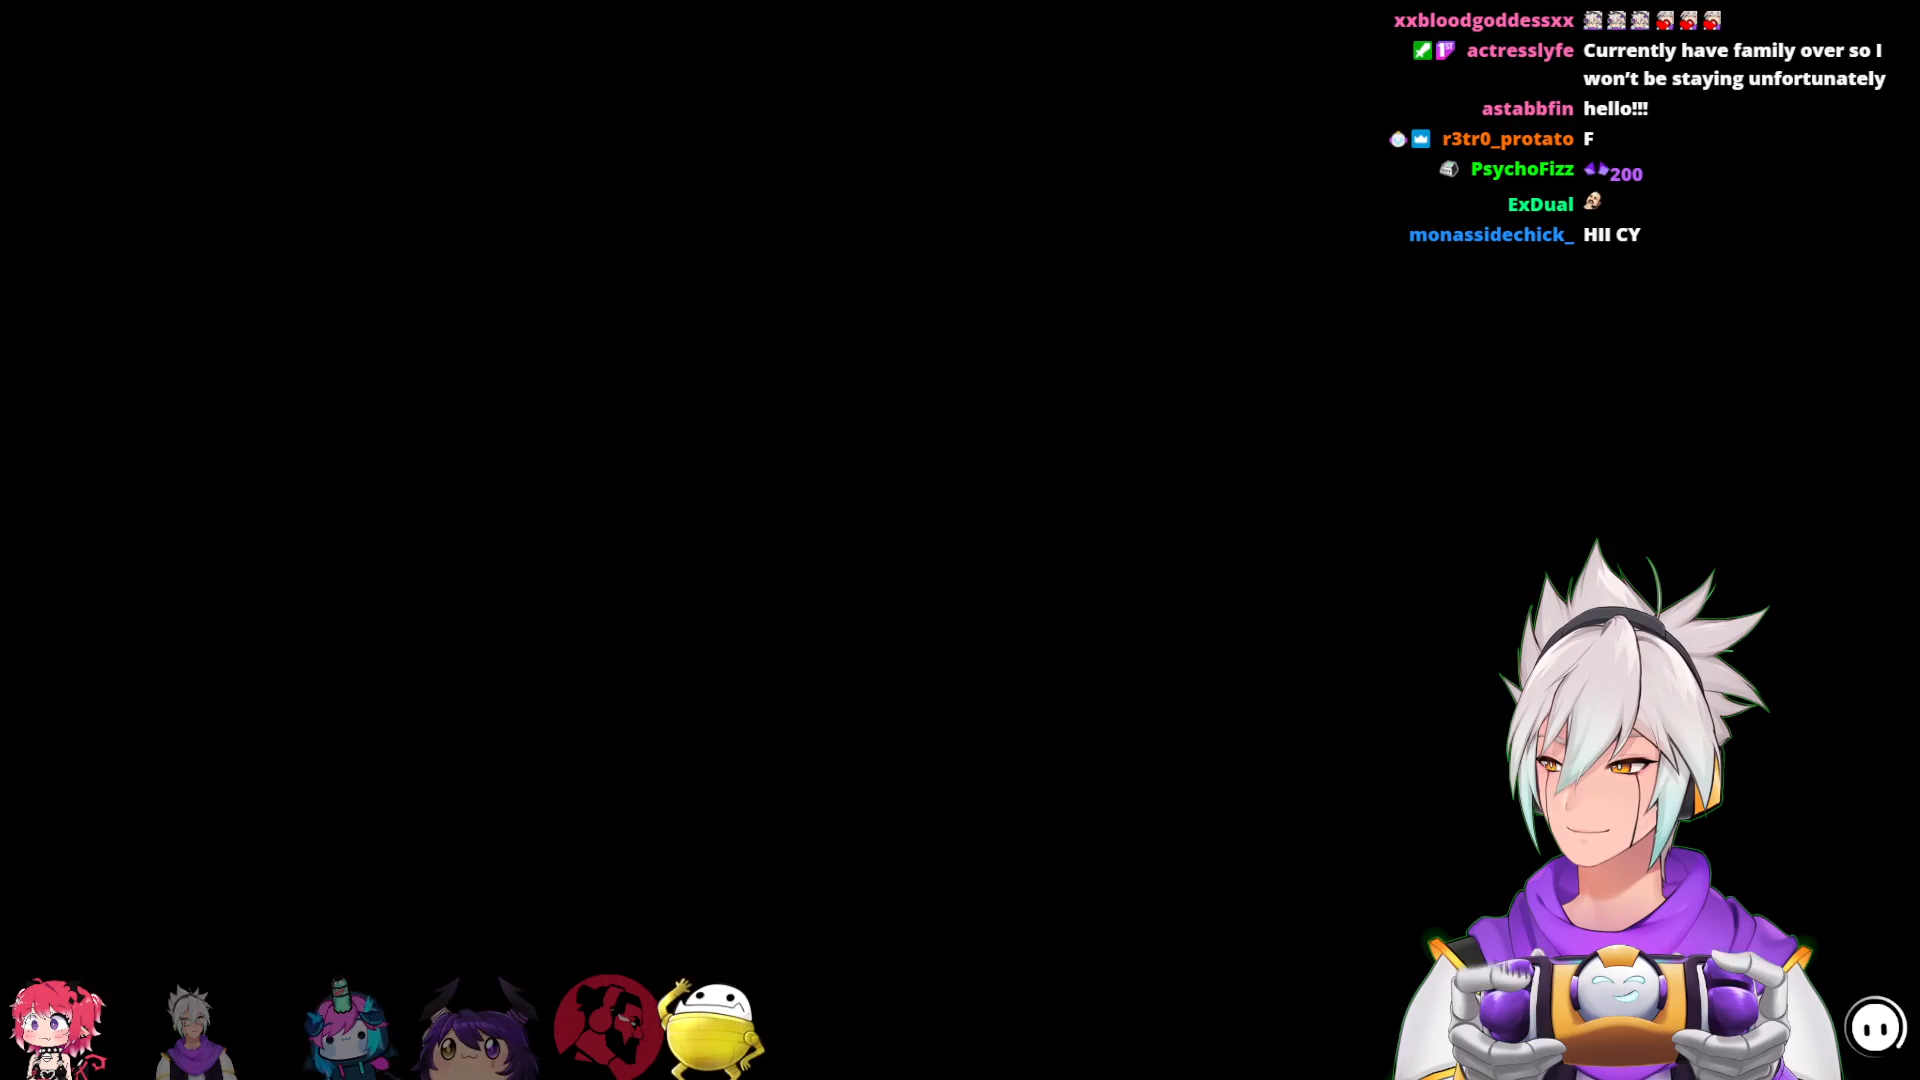 xxbloodgoddessxx
1ST actresslyfe Currently have family over so I
won’t be staying unfortunately
astabbfin hello!!!
r3tr0_protato F
PsychoFizz 200
ExDual
monassidechick_ HII CY